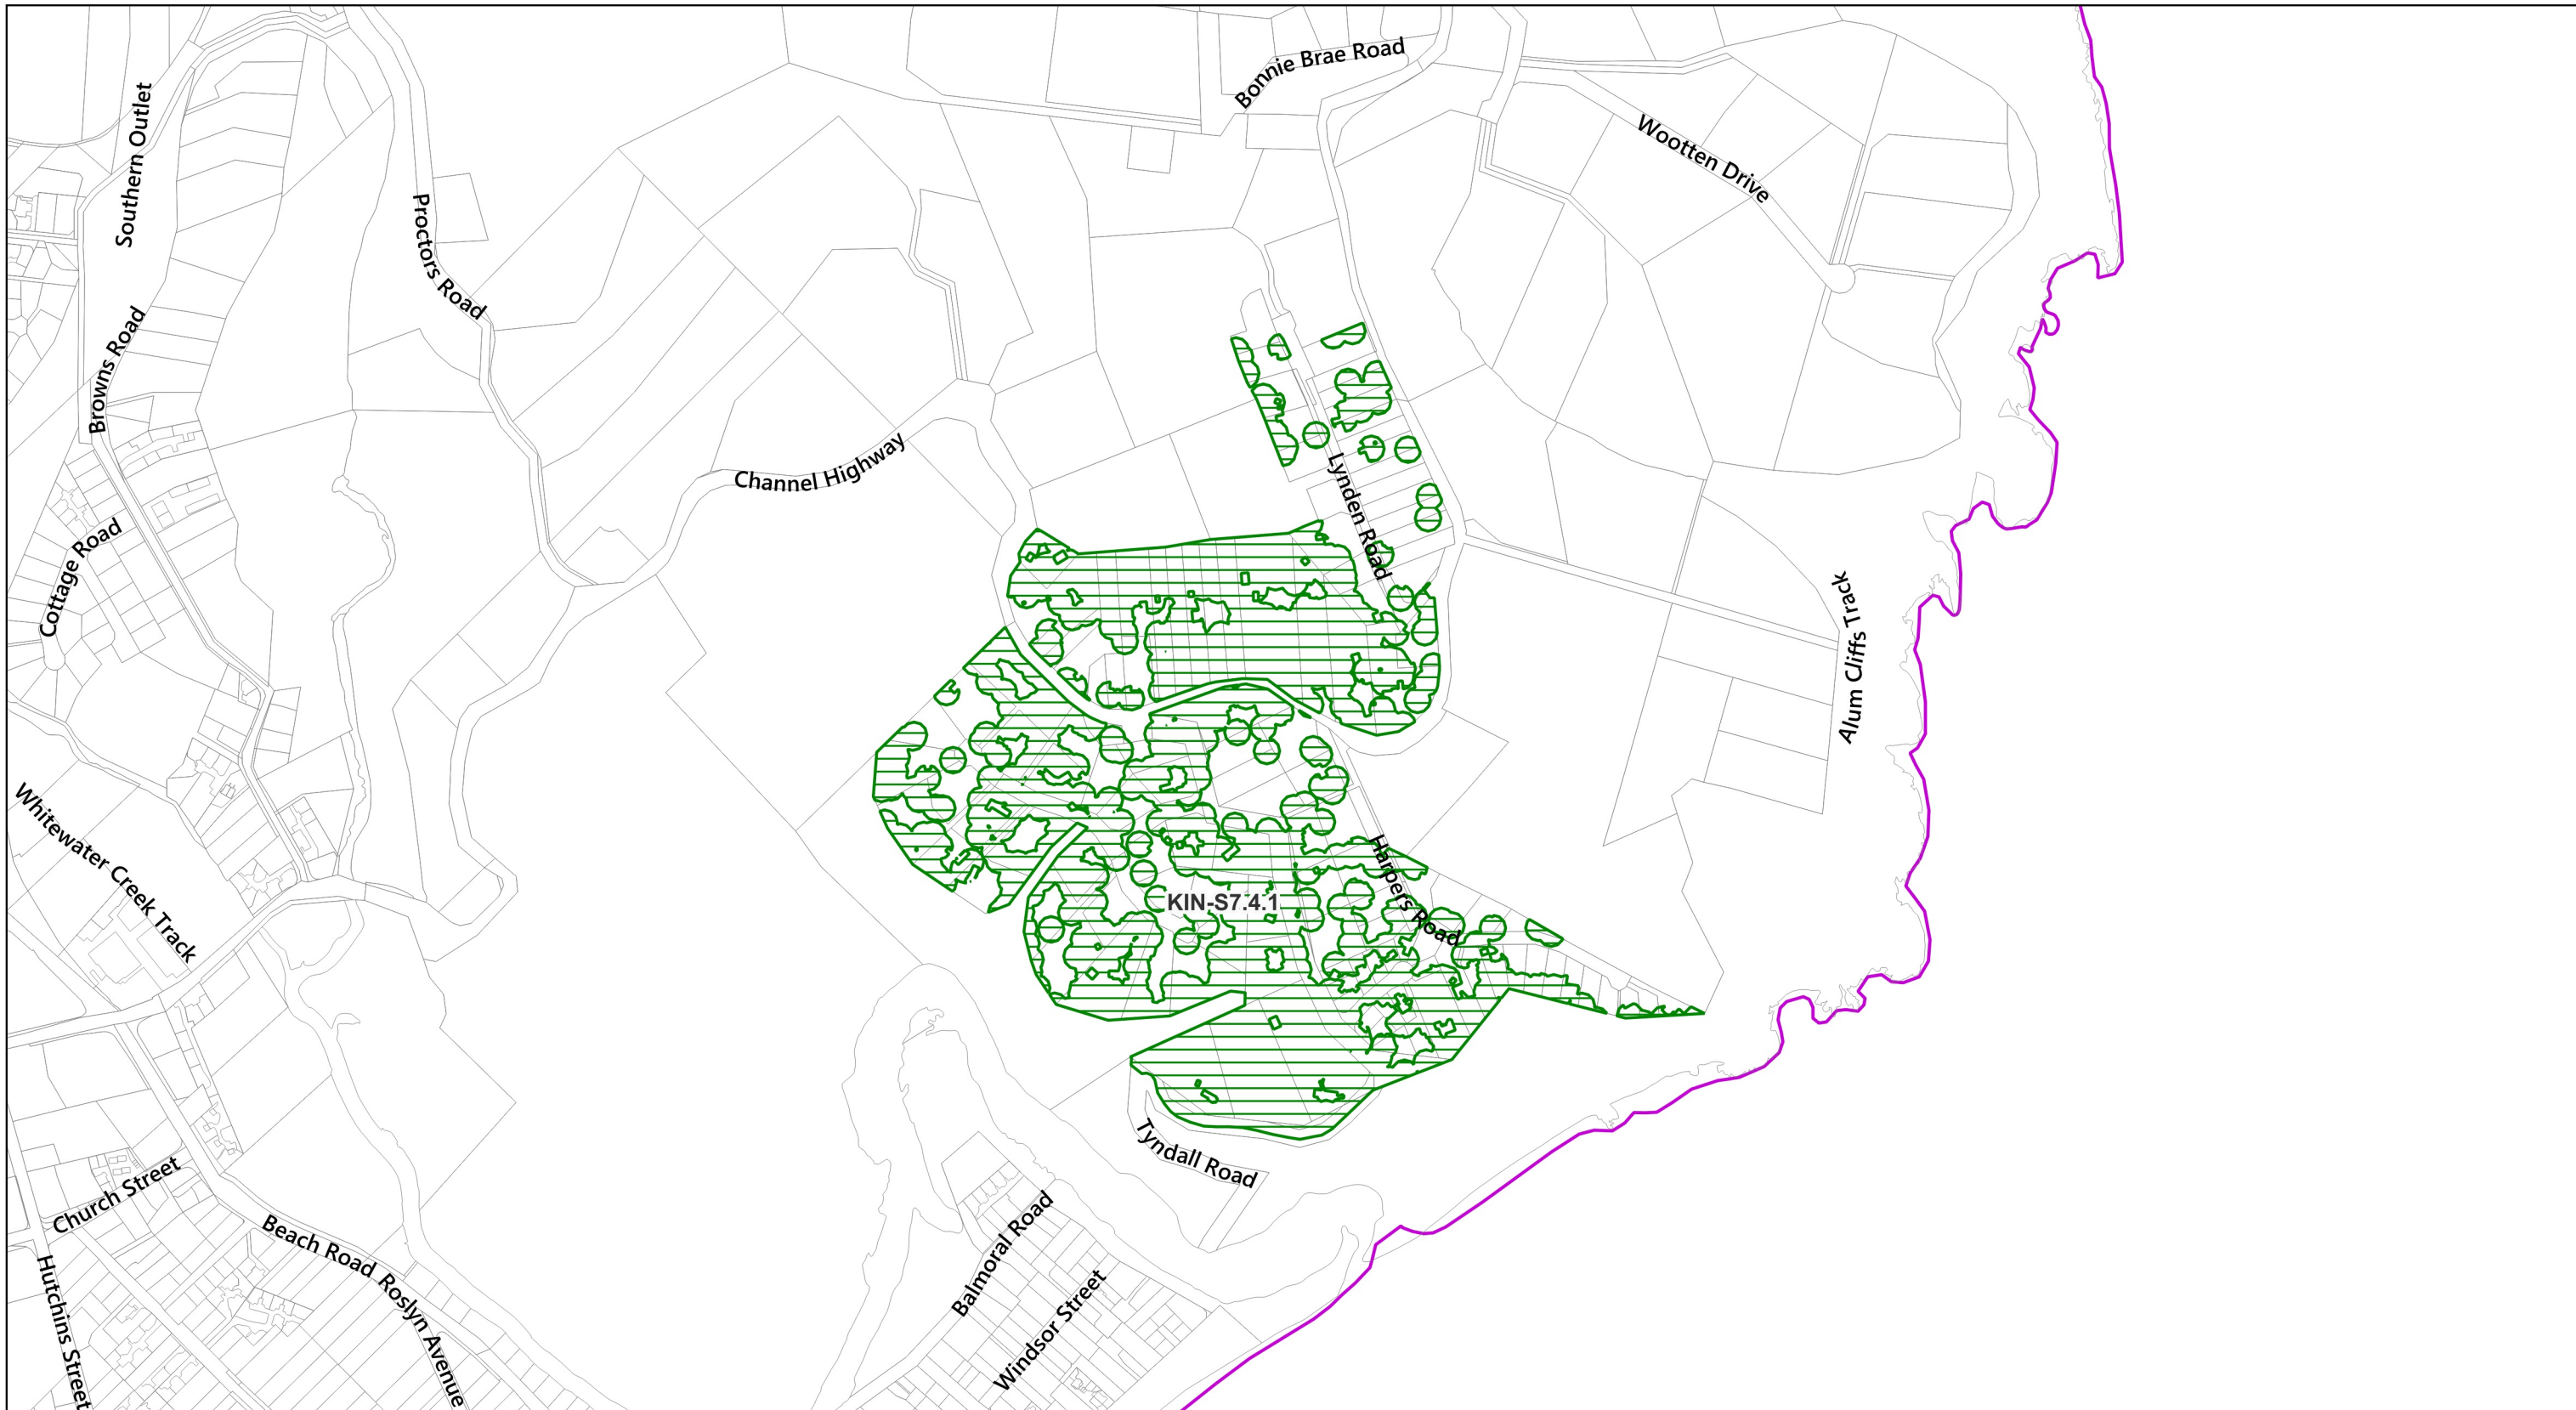 Bonnie Brae Road
Southern Outlet
Wootten Drive
Proctors Road
Browns Road
Channel Highway
Lynden Road
Cottage Road
Alum Cliffs Track
Whitewater Creek Track
Harpers Road
KIN-S7.4.1
Tyndall Road
Church Street
Balmoral Road
Beach Road
Roslyn Avenue
Windsor Street
Hutchins Street